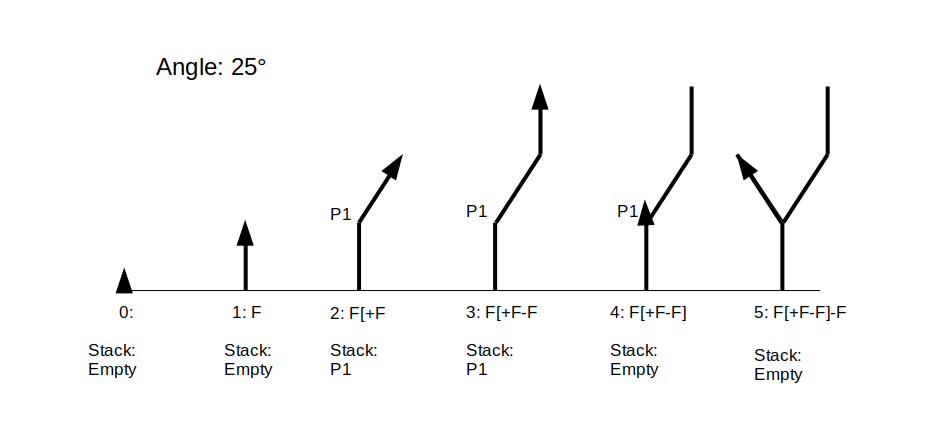 Angle: 25°
P1
P1
P1
0:
1: F
2: F[+F
3: F[+F-F
4: F[+F-F]
5: F[+F-F]-F
Stack:
Empty
Stack:
Empty
Stack:
P1
Stack:
P1
Stack:
Empty
Stack:
Empty